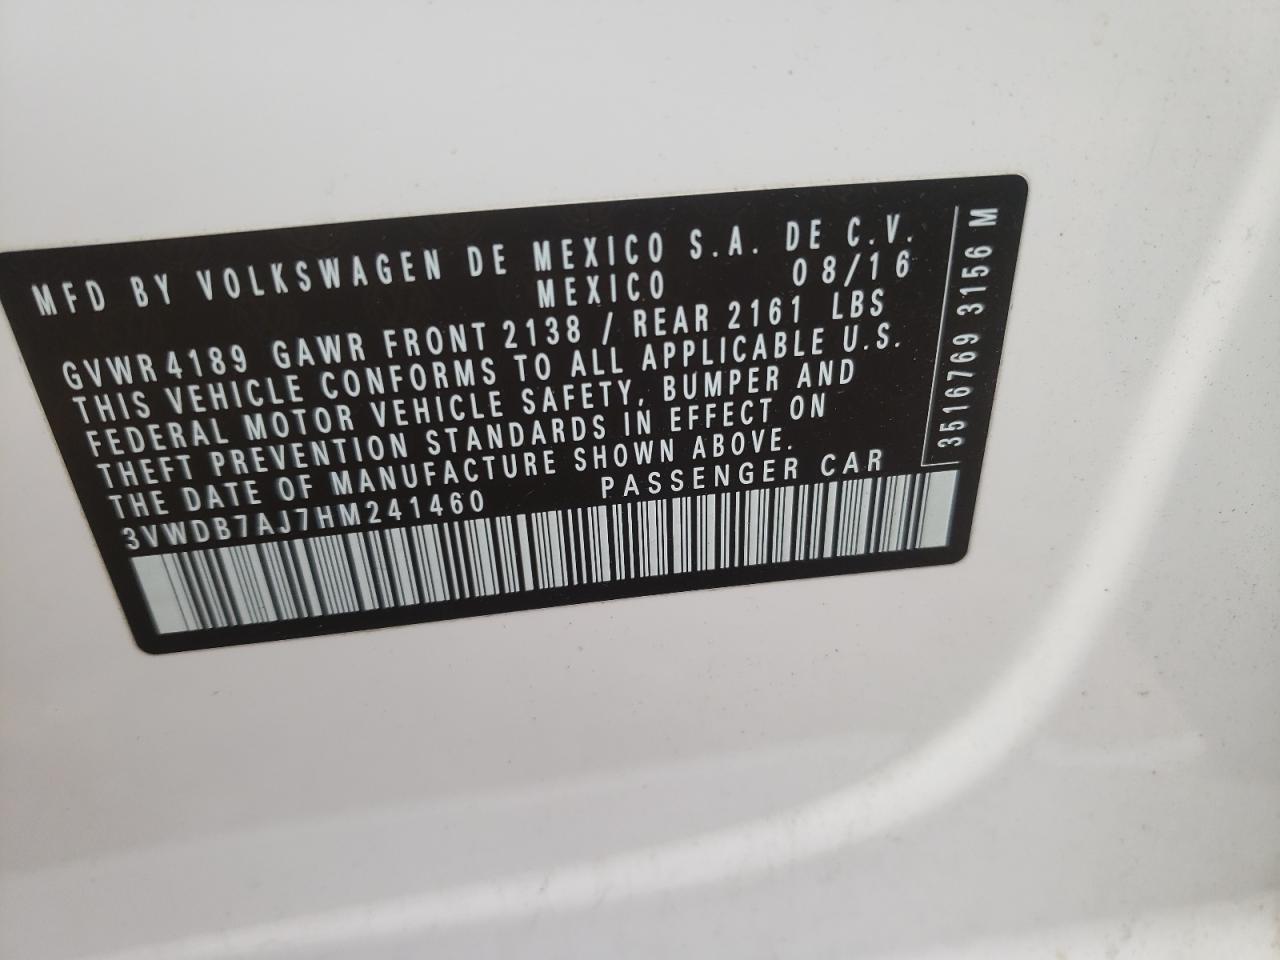 MFD BY VOLKSWAGEN DE MEXICO S.A. DE C.V.
MEXICO 08/16
GVWR 4189 GAWR FRONT 2138 / REAR 2161 LBS
THIS VEHICLE CONFORMS TO ALL APPLICABLE U.S.
FEDERAL MOTOR VEHICLE SAFETY, BUMPER AND
THEFT PREVENTION STANDARDS IN EFFECT ON
THE DATE OF MANUFACTURE SHOWN ABOVE.
3VWDB7AJ7HM241460 PASSENGER CAR
3516769 3156 M